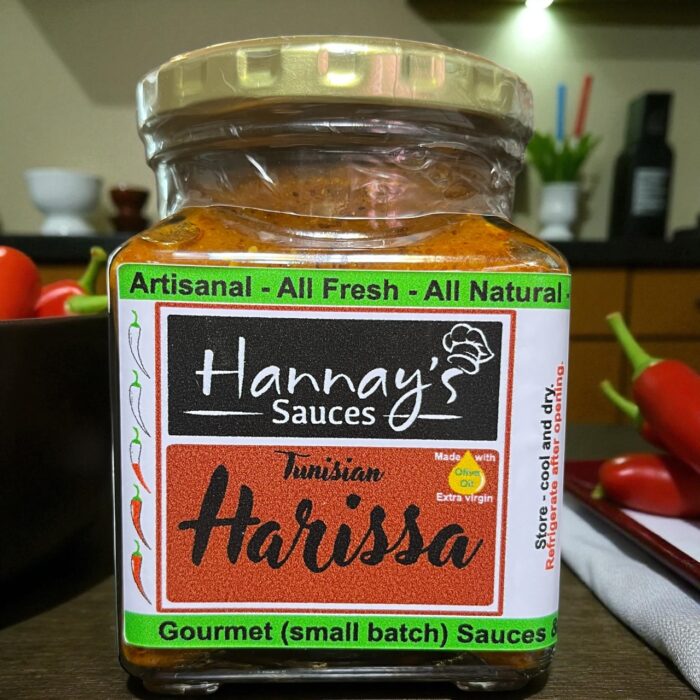 Artisanal - All Fresh - All Natural -
Hannay's
Sauces
Tunisian
Made with
Olive
Oil
Extra virgin
Harissa
Gourmet (small batch) Sauces &
Store - cool and dry.
Refrigerate after opening.